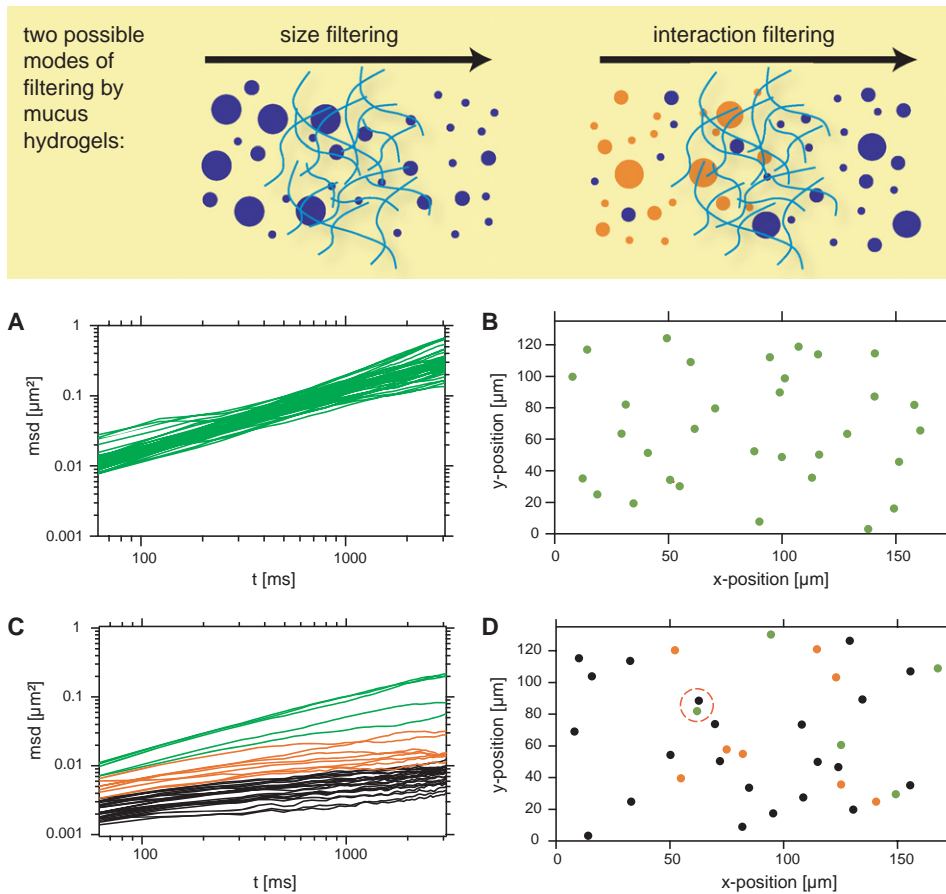 two possible
modes of
filtering by
mucus
hydrogels:
size filtering
interaction filtering
A
1
0.1
0.01
0.001
msd [µm²]
100
1000
t [ms]
B
120
100
80
60
40
20
0
y-position [µm]
0
50
100
150
x-position [µm]
C
1
0.1
0.01
0.001
msd [µm²]
100
1000
t [ms]
D
120
100
80
60
40
20
0
y-position [µm]
0
50
100
150
x-position [µm]